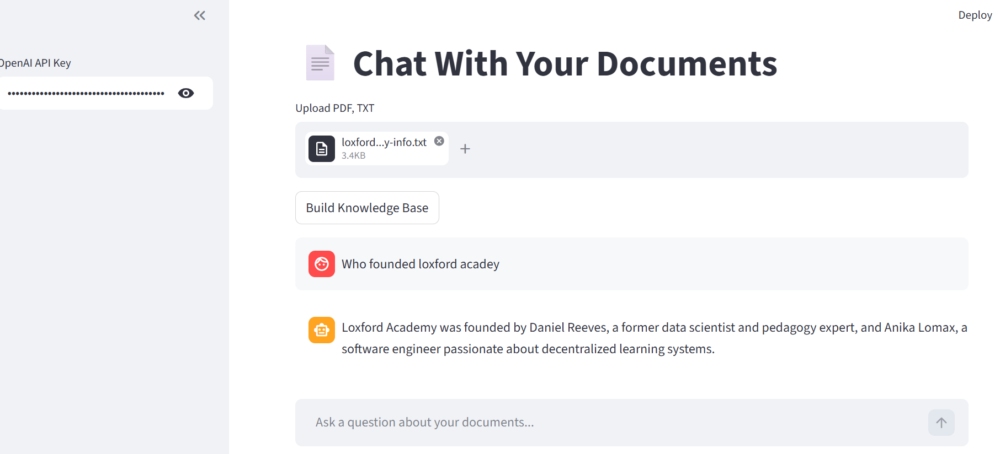 Deploy
OpenAI API Key
••••••••••••••••••••••••••••••••••••••
Chat With Your Documents
Upload PDF, TXT
loxford...y-info.txt
3.4KB
Build Knowledge Base
Who founded loxford acadey
Loxford Academy was founded by Daniel Reeves, a former data scientist and pedagogy expert, and Anika Lomax, a
software engineer passionate about decentralized learning systems.
Ask a question about your documents...